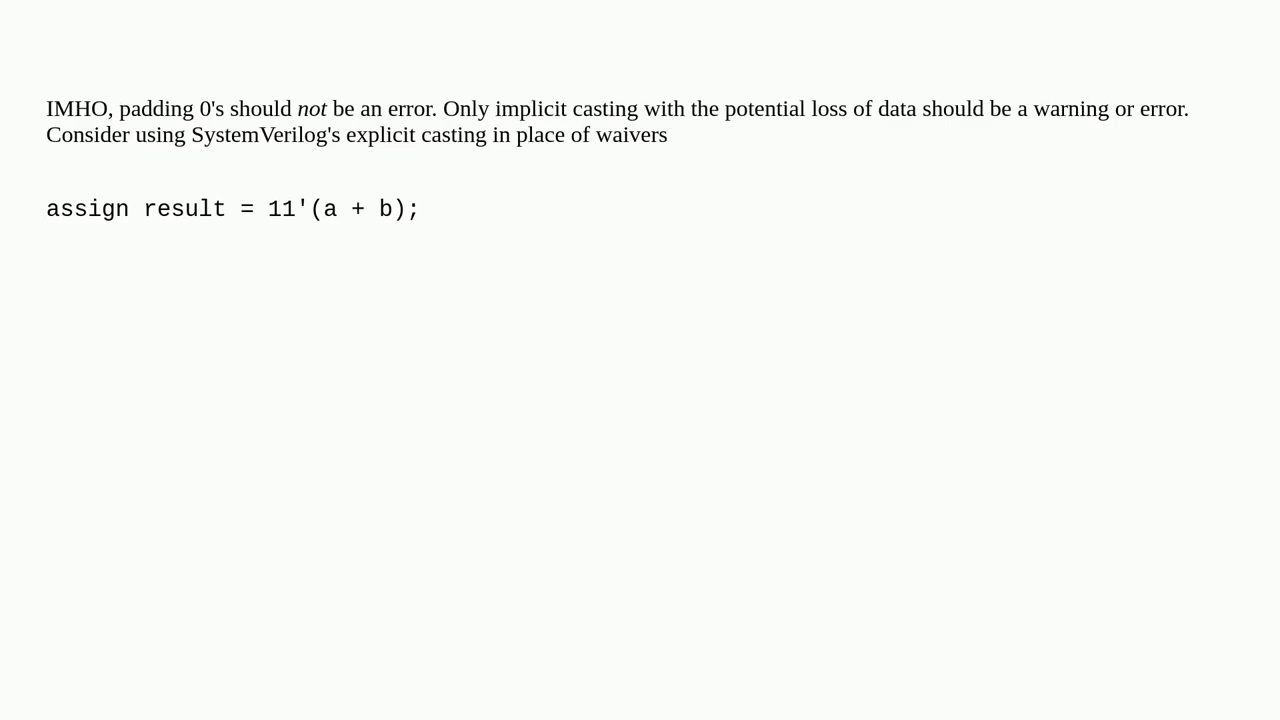 IMHO, padding 0's should not be an error. Only implicit casting with the potential loss of data should be a warning or error.
Consider using SystemVerilog's explicit casting in place of waivers
assign result = 11'(a + b);